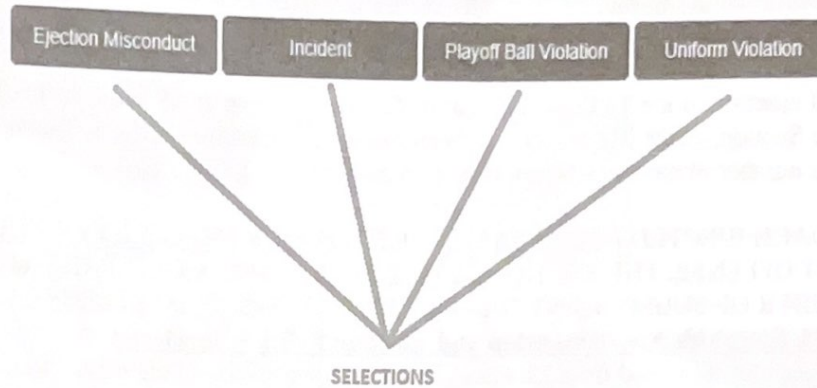 Ejection Misconduct
Incident
Playoff Ball Violation
Uniform Violation
SELECTIONS